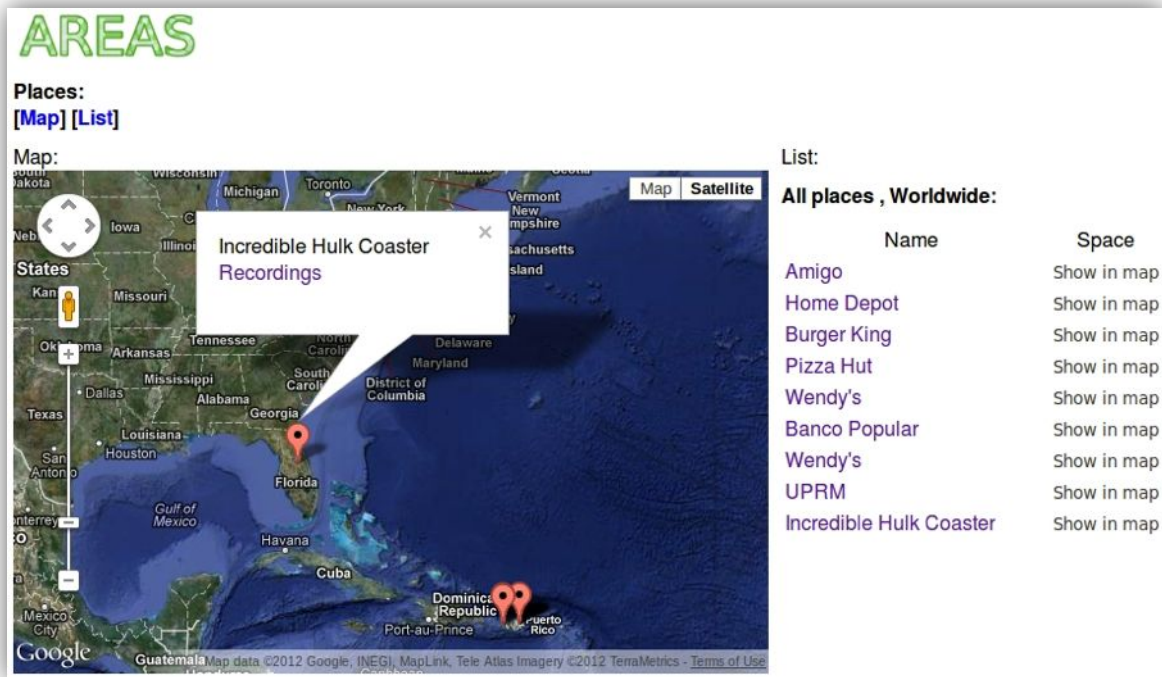 AREAS
Places:
[Map] [List]
Map:
Wisconsin
Michigan
Toronto
New York
Vermont
New
Iowa
States
Missouri
Tennessee
North
Arkansas
South
Mississippi
Dallas
Alabama
Georgia
Texas
Louisiana
Houston
San
Antonio
Delaware
Maryland
District of
Columbia
Florida
Gulf of
Mexico
Havana
Cuba
Dominican
Republic
Port-au-Prince
Puerto
Rico
Mexico
City
Guatemala
Map Satellite
Incredible Hulk Coaster
Recordings
Google
Map data ©2012 Google, INEGI, MapLink, Tele Atlas Imagery ©2012 TerraMetrics - Terms of Use
List:
All places , Worldwide:
Name Space
Amigo Show in map
Home Depot Show in map
Burger King Show in map
Pizza Hut Show in map
Wendy's Show in map
Banco Popular Show in map
Wendy's Show in map
UPRM Show in map
Incredible Hulk Coaster Show in map